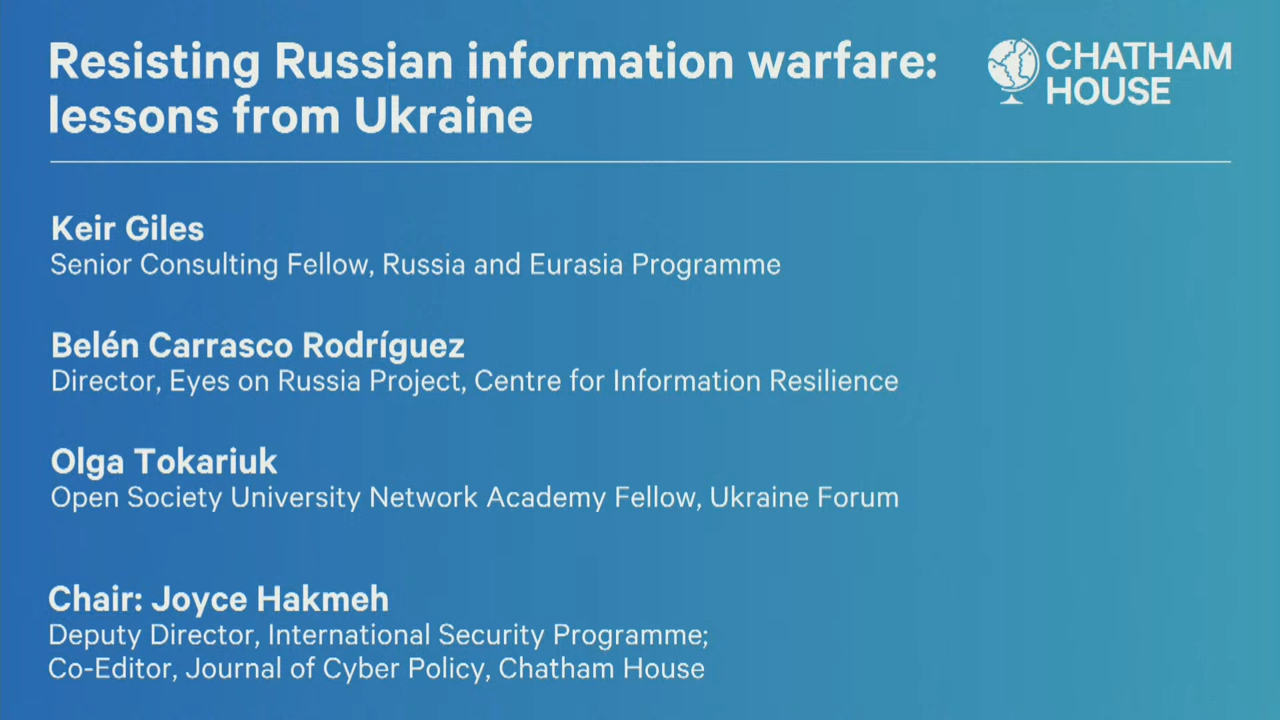 Resisting Russian information warfare:
lessons from Ukraine
CHATHAM
HOUSE
Keir Giles
Senior Consulting Fellow, Russia and Eurasia Programme
Belén Carrasco Rodríguez
Director, Eyes on Russia Project, Centre for Information Resilience
Olga Tokariuk
Open Society University Network Academy Fellow, Ukraine Forum
Chair: Joyce Hakmeh
Deputy Director, International Security Programme;
Co-Editor, Journal of Cyber Policy, Chatham House